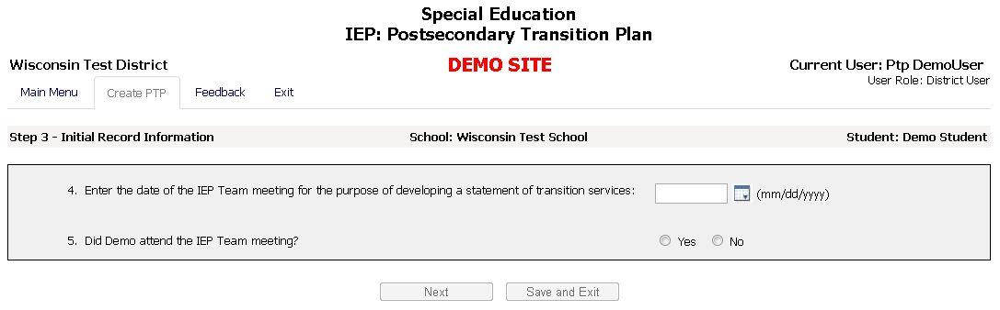 Special Education
IEP: Postsecondary Transition Plan
Wisconsin Test District
DEMO SITE
Current User: Ptp DemoUser
User Role: District User
Main Menu Create PTP Feedback Exit
Step 3 - Initial Record Information School: Wisconsin Test School Student: Demo Student
4. Enter the date of the IEP Team meeting for the purpose of developing a statement of transition services: (mm/dd/yyyy)
5. Did Demo attend the IEP Team meeting? Yes No
Next Save and Exit